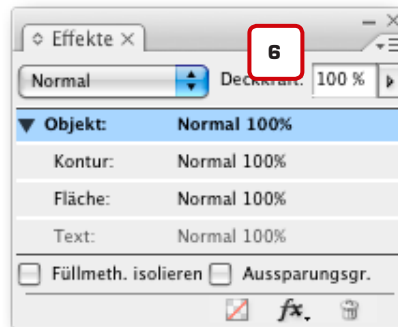 Effekte
6
Normal Deckkraft: 100 %
Objekt: Normal 100%
Kontur: Normal 100%
Fläche: Normal 100%
Text: Normal 100%
Füllmeth. isolieren Aussparungsgr.
fx.